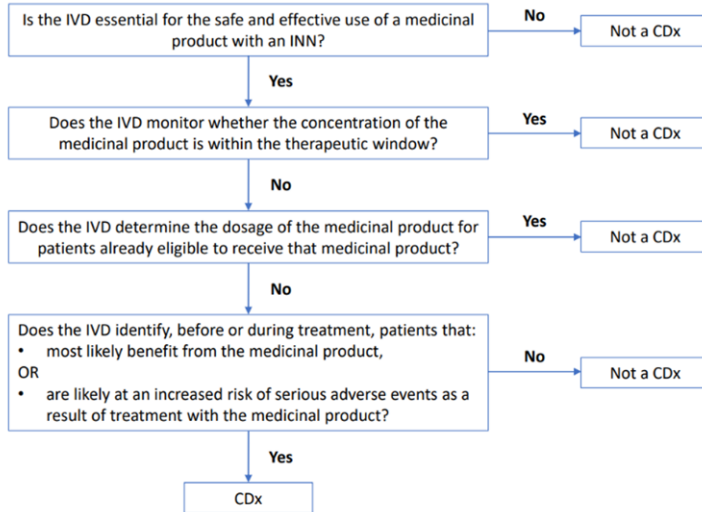 Is the IVD essential for the safe and effective use of a medicinal
product with an INN?
No
Not a CDx
Yes
Does the IVD monitor whether the concentration of the
medicinal product is within the therapeutic window?
Yes
Not a CDx
No
Does the IVD determine the dosage of the medicinal product for
patients already eligible to receive that medicinal product?
Yes
Not a CDx
No
Does the IVD identify, before or during treatment, patients that:
• most likely benefit from the medicinal product,
OR
• are likely at an increased risk of serious adverse events as a
result of treatment with the medicinal product?
No
Not a CDx
Yes
CDx